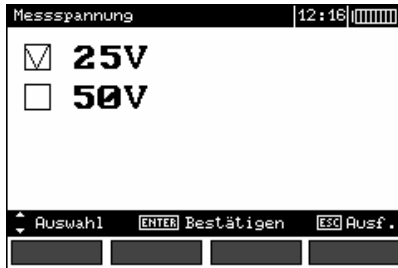 Messspannung 12:16
25V
50V
Auswahl ENTER Bestätigen ESC Ausf.